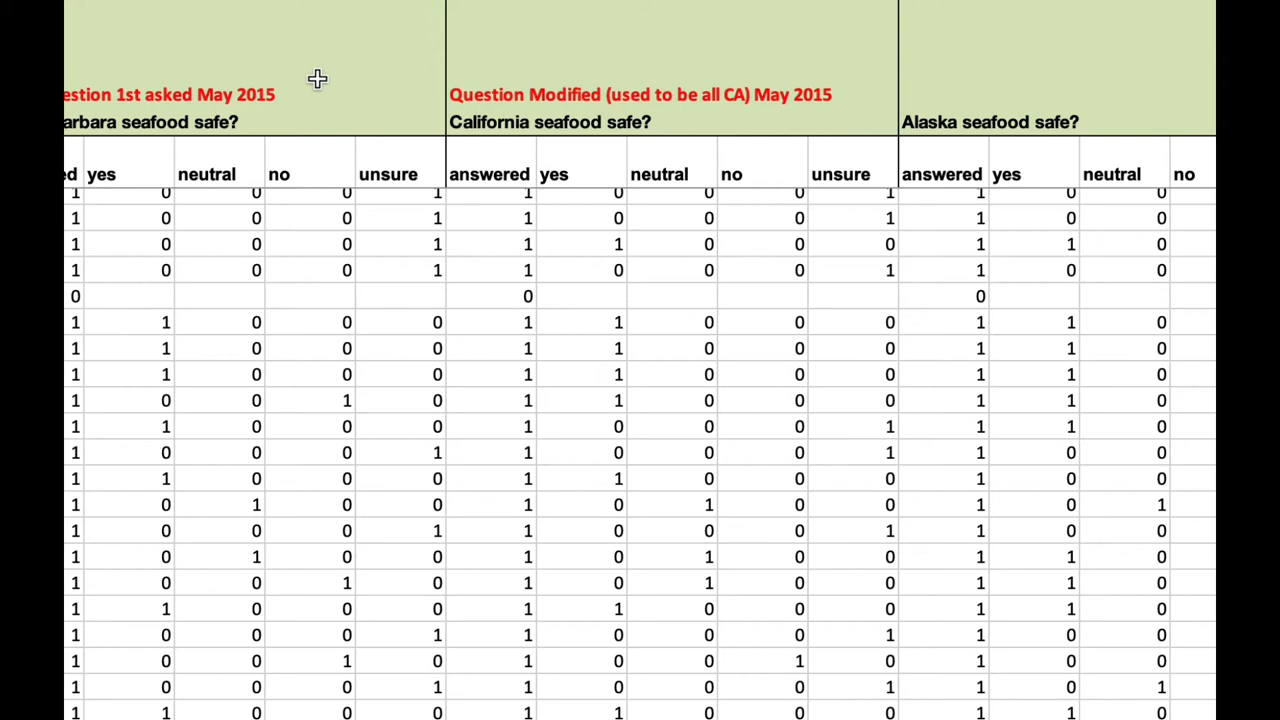 estion 1st asked May 2015 Question Modified (used to be all CA) May 2015
arbara seafood safe? California seafood safe? Alaska seafood safe?
ed yes neutral no unsure answered yes neutral no unsure answered yes neutral no
1 0 0 0 1 1 0 0 0 1 1 0 0
1 0 0 0 1 1 0 0 0 1 1 0 0
1 0 0 0 1 1 1 0 0 0 1 1 0
1 0 0 0 1 1 0 0 0 1 1 0 0
0 0 0
1 1 0 0 0 1 1 0 0 0 1 1 0
1 1 0 0 0 1 1 0 0 0 1 1 0
1 1 0 0 0 1 1 0 0 0 1 1 0
1 0 0 1 0 1 1 0 0 0 1 1 0
1 1 0 0 0 1 0 0 0 1 1 1 0
1 0 0 0 1 1 0 0 0 1 1 0 0
1 1 0 0 0 1 1 0 0 0 1 0 0
1 0 1 0 0 1 0 1 0 0 1 0 1
1 0 0 0 1 1 0 0 0 1 1 0 0
1 0 1 0 0 1 0 1 0 0 1 1 0
1 0 0 1 0 1 0 1 0 0 1 1 0
1 1 0 0 0 1 1 0 0 0 1 1 0
1 0 0 0 1 1 0 0 0 1 1 0 0
1 0 0 1 0 1 0 0 1 0 1 0 0
1 0 0 0 1 1 0 0 0 1 1 0 1
1 1 0 0 0 1 1 0 0 0 1 1 0